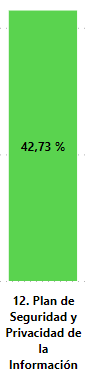 42,73 %
12. Plan de
Seguridad y
Privacidad de
la
Información